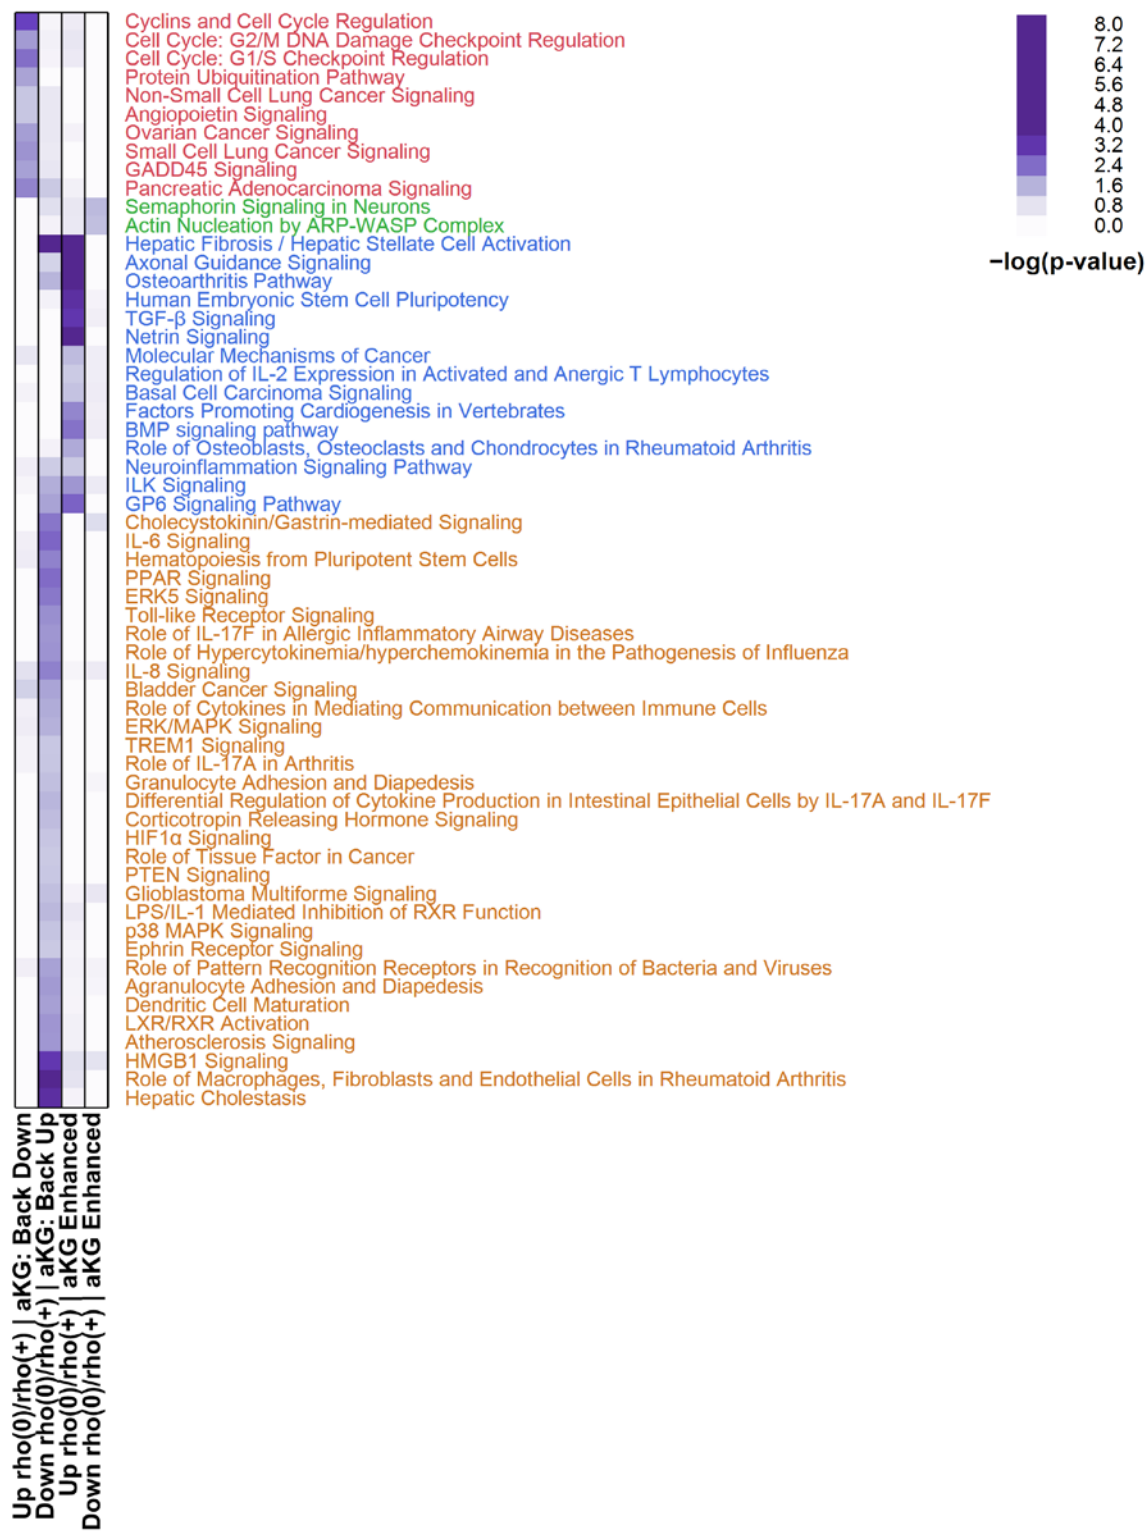 Cyclins and Cell Cycle Regulation
Cell Cycle: G2/M DNA Damage Checkpoint Regulation
Cell Cycle: G1/S Checkpoint Regulation
Protein Ubiquitination Pathway
Non-Small Cell Lung Cancer Signaling
Angiopoietin Signaling
Ovarian Cancer Signaling
Small Cell Lung Cancer Signaling
GADD45 Signaling
Pancreatic Adenocarcinoma Signaling
Semaphorin Signaling in Neurons
Actin Nucleation by ARP-WASP Complex
Hepatic Fibrosis / Hepatic Stellate Cell Activation
Axonal Guidance Signaling
Osteoarthritis Pathway
Human Embryonic Stem Cell Pluripotency
TGF-β Signaling
Netrin Signaling
Molecular Mechanisms of Cancer
Regulation of IL-2 Expression in Activated and Anergic T Lymphocytes
Basal Cell Carcinoma Signaling
Factors Promoting Cardiogenesis in Vertebrates
BMP signaling pathway
Role of Osteoblasts, Osteoclasts and Chondrocytes in Rheumatoid Arthritis
Neuroinflammation Signaling Pathway
ILK Signaling
GP6 Signaling Pathway
Cholecystokinin/Gastrin-mediated Signaling
IL-6 Signaling
Hematopoiesis from Pluripotent Stem Cells
PPAR Signaling
ERK5 Signaling
Toll-like Receptor Signaling
Role of IL-17F in Allergic Inflammatory Airway Diseases
Role of Hypercytokinemia/hyperchemokinemia in the Pathogenesis of Influenza
IL-8 Signaling
Bladder Cancer Signaling
Role of Cytokines in Mediating Communication between Immune Cells
ERK/MAPK Signaling
TREM1 Signaling
Role of IL-17A in Arthritis
Granulocyte Adhesion and Diapedesis
Differential Regulation of Cytokine Production in Intestinal Epithelial Cells by IL-17A and IL-17F
Corticotropin Releasing Hormone Signaling
HIF1α Signaling
Role of Tissue Factor in Cancer
PTEN Signaling
Glioblastoma Multiforme Signaling
LPS/IL-1 Mediated Inhibition of RXR Function
p38 MAPK Signaling
Ephrin Receptor Signaling
Role of Pattern Recognition Receptors in Recognition of Bacteria and Viruses
Agranulocyte Adhesion and Diapedesis
Dendritic Cell Maturation
LXR/RXR Activation
Atherosclerosis Signaling
HMGB1 Signaling
Role of Macrophages, Fibroblasts and Endothelial Cells in Rheumatoid Arthritis
Hepatic Cholestasis
Up rho(0)/rho(+) | aKG: Back Down
Down rho(0)/rho(+) | aKG: Back Up
Up rho(0)/rho(+) | aKG Enhanced
Down rho(0)/rho(+) | aKG Enhanced
8.0
7.2
6.4
5.6
4.8
4.0
3.2
2.4
1.6
0.8
0.0
−log(p-value)